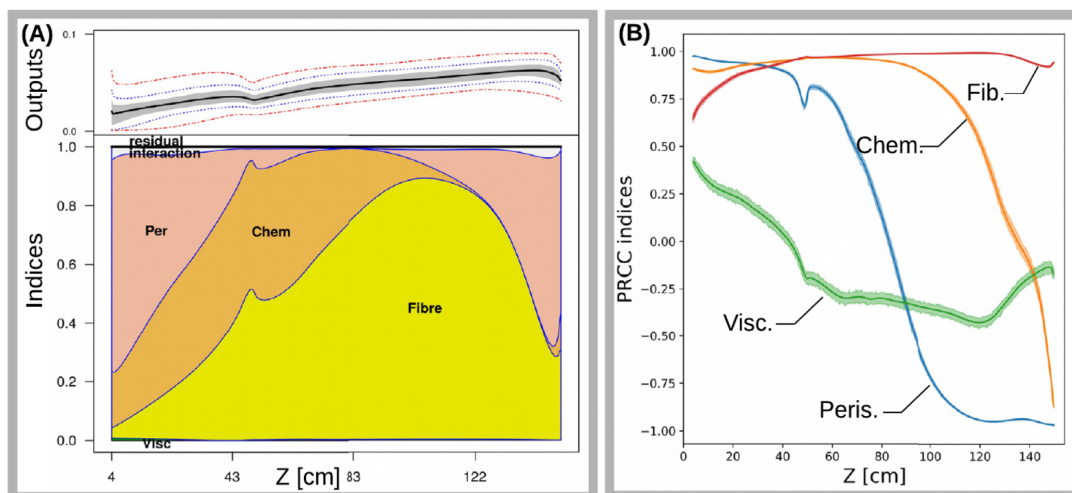 (A)
Outputs
0.1
0.0
residual
interaction
Indices
1.0
0.8
0.6
0.4
0.2
0.0
Per
Chem
Fibre
Visc
4 43 83 122
Z [cm]
(B)
PRCC indices
1.00
0.75
0.50
0.25
0.00
−0.25
−0.50
−0.75
−1.00
Fib.
Chem.
Visc.
Peris.
0 20 40 60 80 100 120 140
Z [cm]